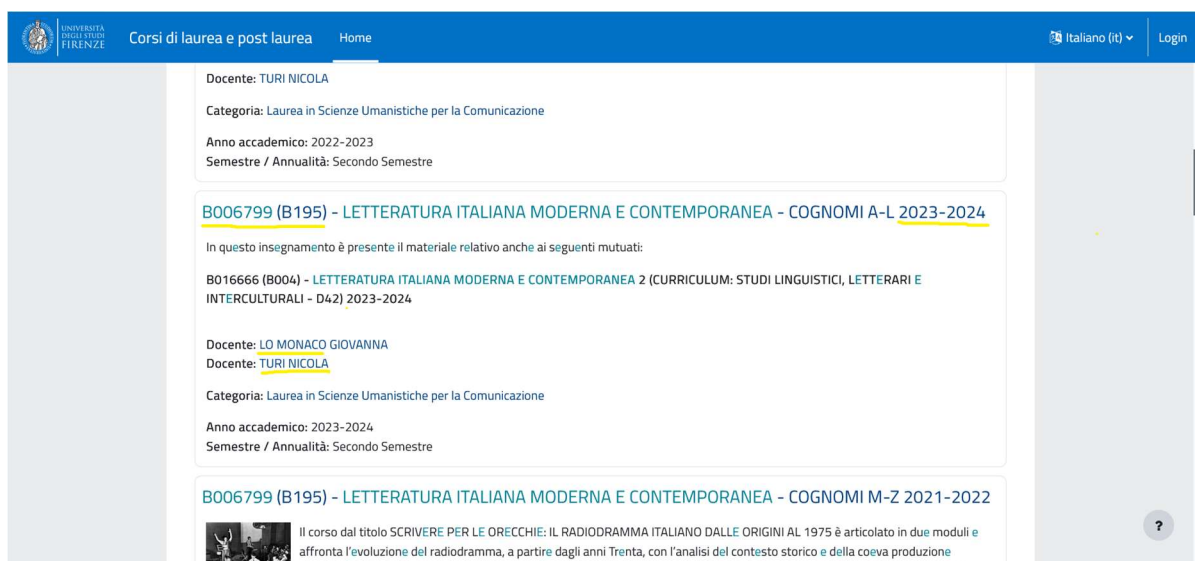 UNIVERSITÀ
DEGLI STUDI
FIRENZE
Corsi di laurea e post laurea
Home
Italiano (it)
Login
Docente: TURI NICOLA
Categoria: Laurea in Scienze Umanistiche per la Comunicazione
Anno accademico: 2022-2023
Semestre / Annualità: Secondo Semestre
B006799 (B195) - LETTERATURA ITALIANA MODERNA E CONTEMPORANEA - COGNOMI A-L 2023-2024
In questo insegnamento è presente il materiale relativo anche ai seguenti mutuati:
B016666 (B004) - LETTERATURA ITALIANA MODERNA E CONTEMPORANEA 2 (CURRICULUM: STUDI LINGUISTICI, LETTERARI E
INTERCULTURALI - D42) 2023-2024
Docente: LO MONACO GIOVANNA
Docente: TURI NICOLA
Categoria: Laurea in Scienze Umanistiche per la Comunicazione
Anno accademico: 2023-2024
Semestre / Annualità: Secondo Semestre
B006799 (B195) - LETTERATURA ITALIANA MODERNA E CONTEMPORANEA - COGNOMI M-Z 2021-2022
Il corso dal titolo SCRIVERE PER LE ORECCHIE: IL RADIODRAMMA ITALIANO DALLE ORIGINI AL 1975 è articolato in due moduli e
affronta l'evoluzione del radiodramma, a partire dagli anni Trenta, con l'analisi del contesto storico e della coeva produzione
?